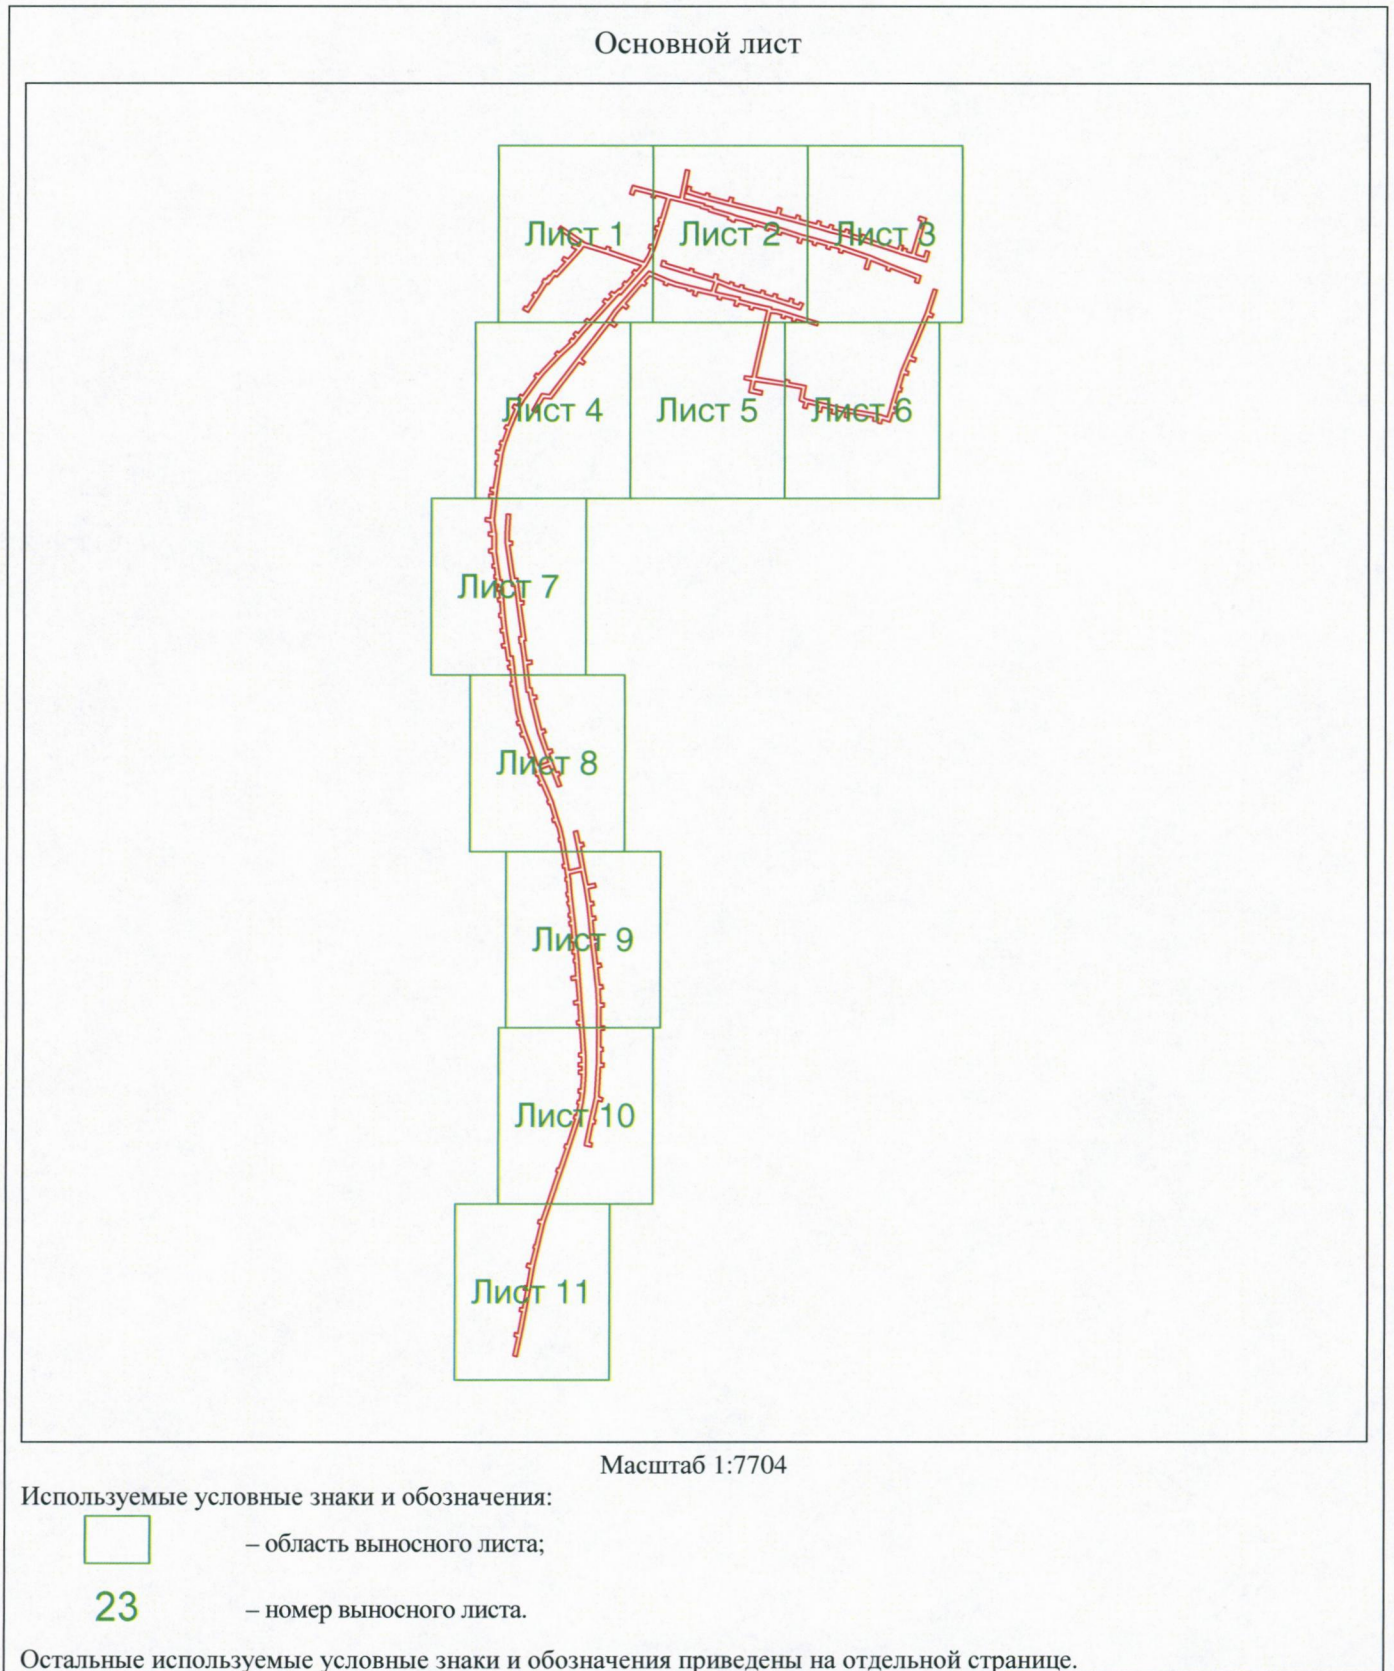 Основной лист
Лист 1
Лист 2
Лист 3
Лист 4
Лист 5
Лист 6
Лист 7
Лист 8
Лист 9
Лист 10
Лист 11
Масштаб 1:7704
Используемые условные знаки и обозначения:
– область выносного листа;
23
– номер выносного листа.
Остальные используемые условные знаки и обозначения приведены на отдельной странице.